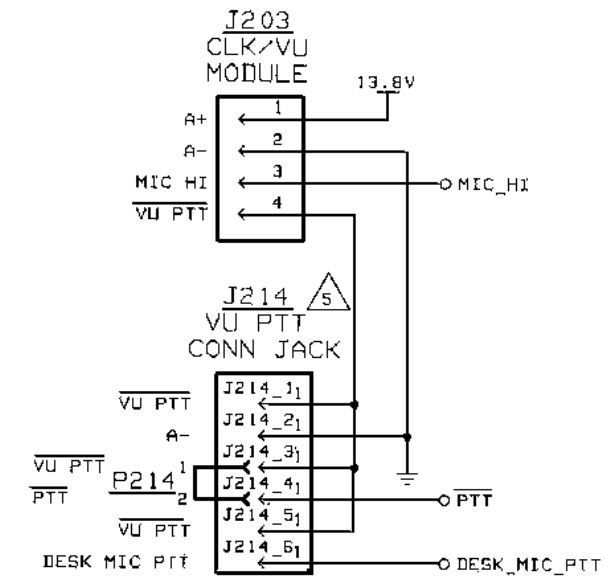 J203
CLK/VU
MODULE
13.8V
A+ 1
A- 2
MIC HI 3 MIC_HI
VU PTT 4
J214 5
VU PTT
CONN JACK
J214_1 1
VU PTT
J214_2 1
A-
J214_3 1
VU PTT 1
P214
J214_4 1
PTT 2 PTT
J214_5 1
VU PTT
J214_6 1
DESK MIC PTT DESK_MIC_PTT